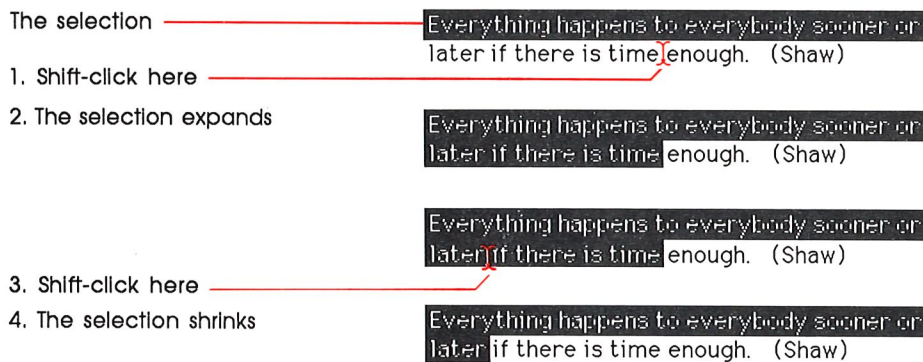 The selection
Everything happens to everybody sooner or
later if there is time enough. (Shaw)
1. Shift-click here
2. The selection expands
Everything happens to everybody sooner or
later if there is time enough. (Shaw)
Everything happens to everybody sooner or
later if there is time enough. (Shaw)
3. Shift-click here
4. The selection shrinks
Everything happens to everybody sooner or
later if there is time enough. (Shaw)